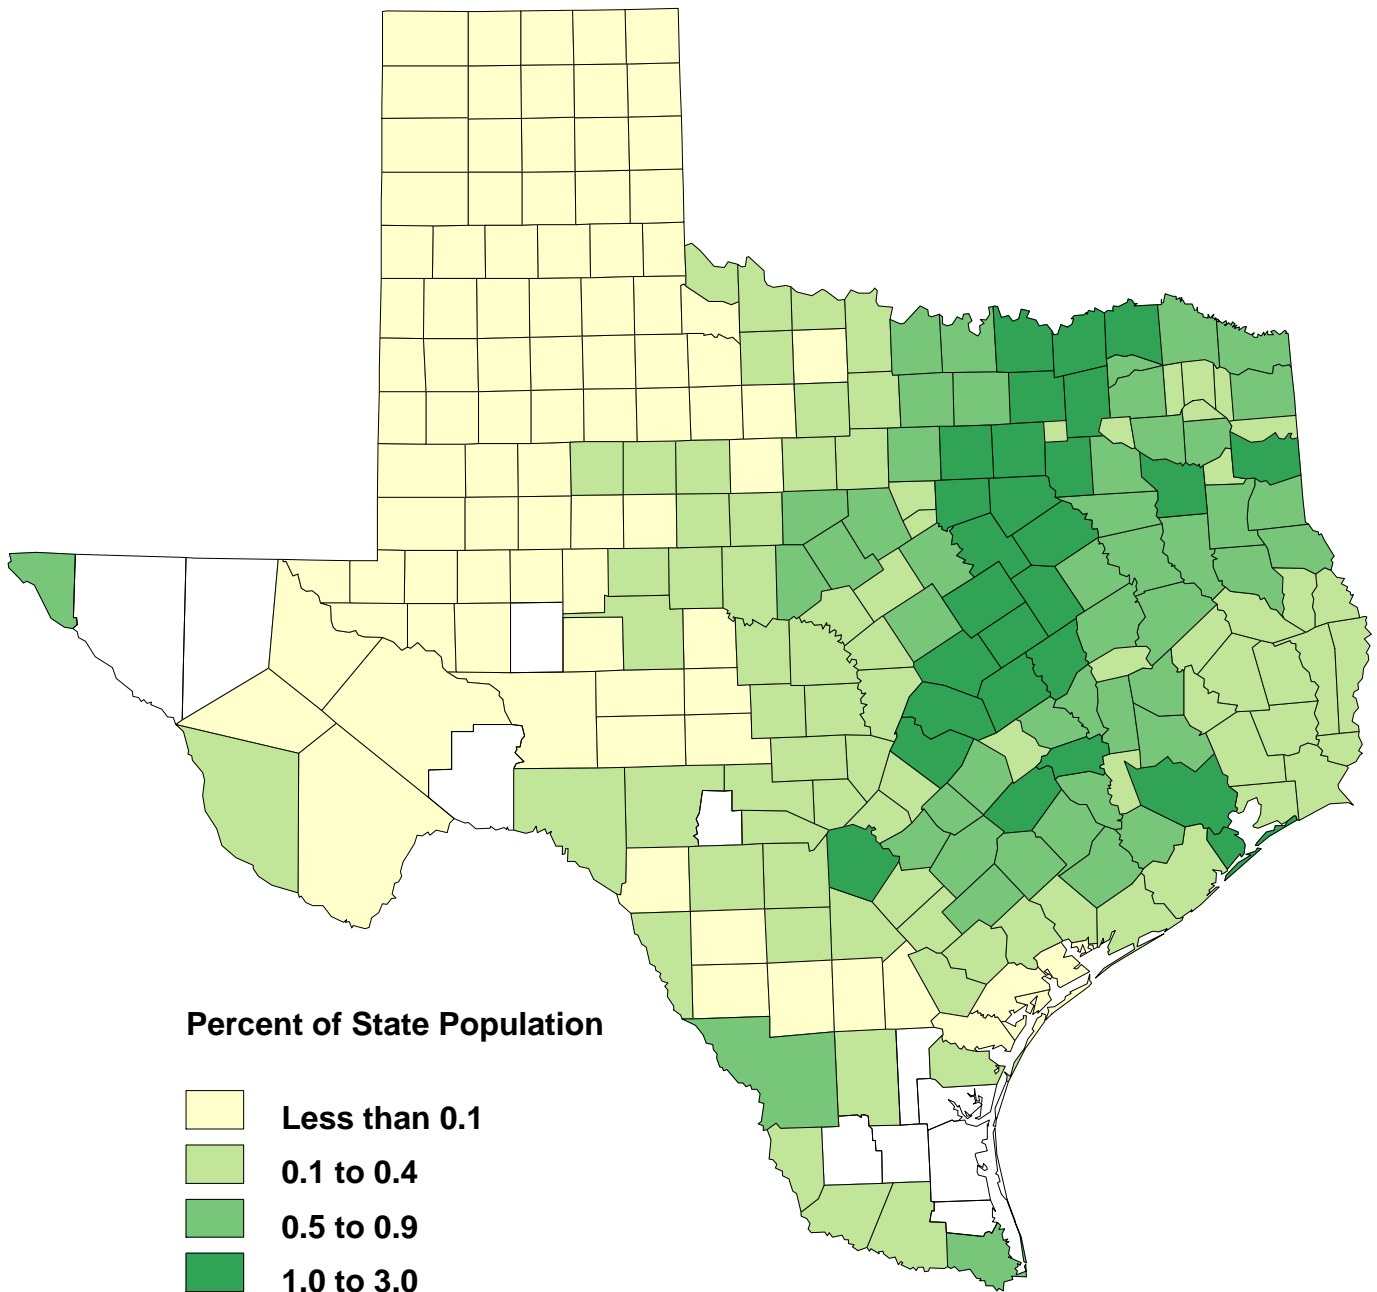 Percent of State Population
Less than 0.1
0.1 to 0.4
0.5 to 0.9
1.0 to 3.0